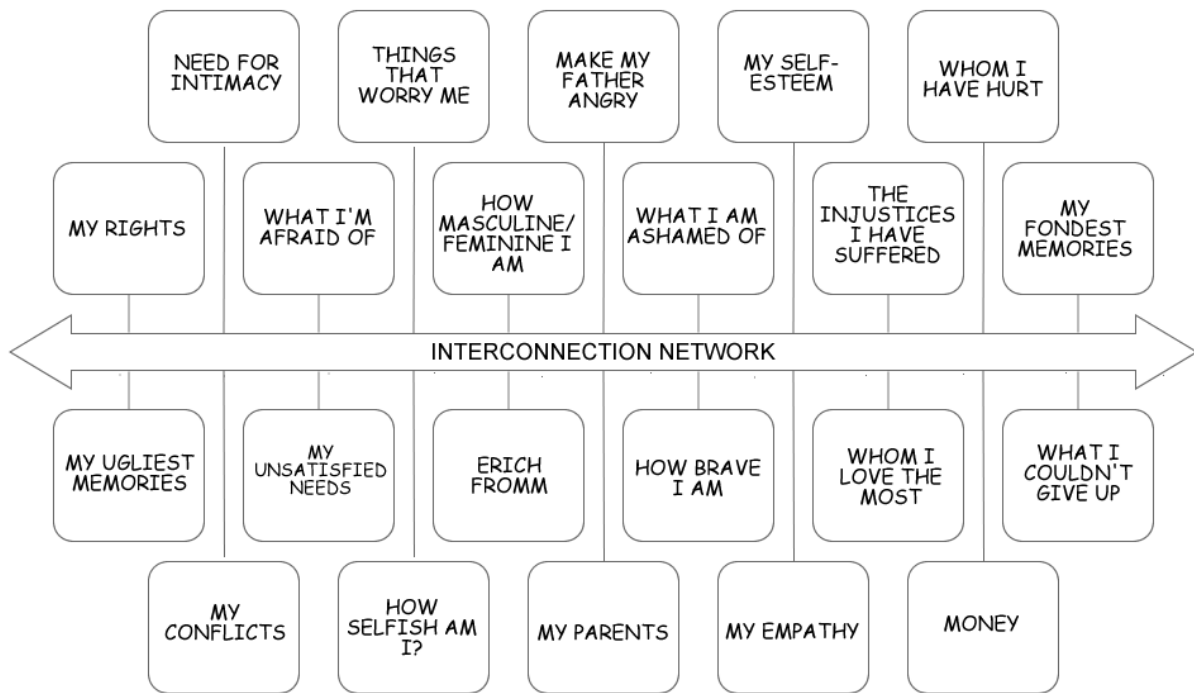 NEED FOR
INTIMACY
THINGS
THAT
WORRY ME
MAKE MY
FATHER
ANGRY
MY SELF-
ESTEEM
WHOM I
HAVE HURT
MY RIGHTS
WHAT I'M
AFRAID OF
HOW
MASCULINE/
FEMININE I
AM
WHAT I AM
ASHAMED OF
THE
INJUSTICES
I HAVE
SUFFERED
MY
FONDEST
MEMORIES
INTERCONNECTION NETWORK
MY UGLIEST
MEMORIES
MY
UNSATISFIED
NEEDS
ERICH
FROMM
HOW BRAVE
I AM
WHOM I
LOVE THE
MOST
WHAT I
COULDN'T
GIVE UP
MY
CONFLICTS
HOW
SELFISH AM
I?
MY PARENTS
MY EMPATHY
MONEY